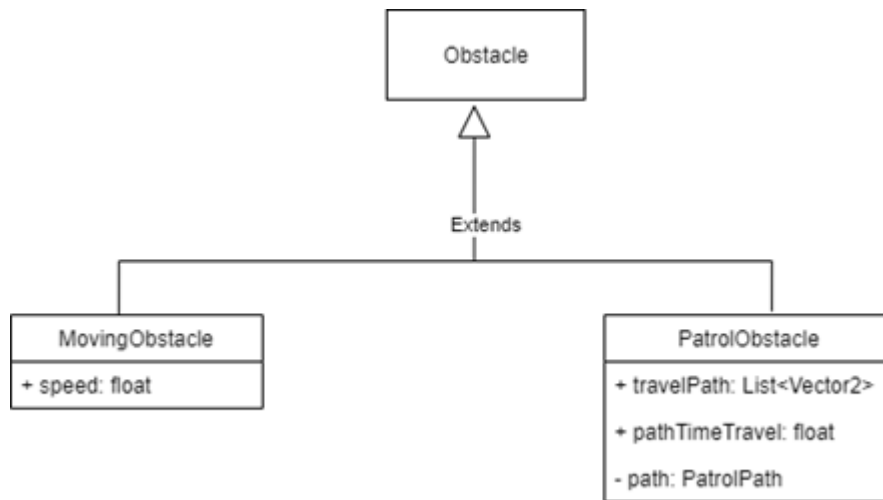 Obstacle
Extends
MovingObstacle
+ speed: float
PatrolObstacle
+ travelPath: List<Vector2>
+ pathTimeTravel: float
- path: PatrolPath